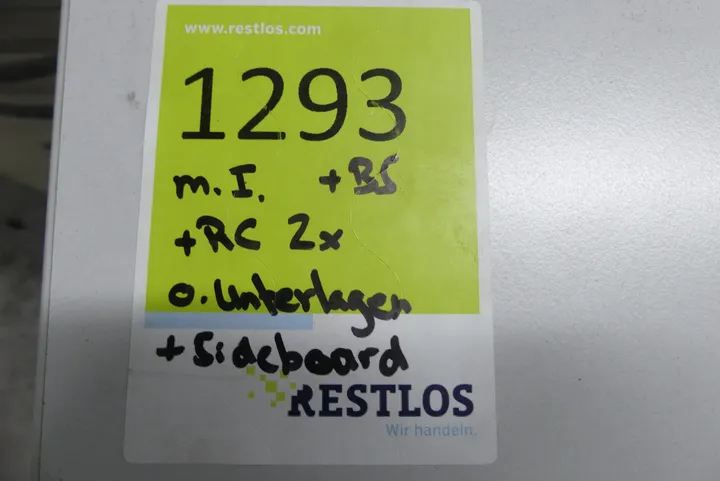 www.restlos.com
1293
m. I. + BS
+ RC 2x
o. Unterlagen
+ Sideboard
RESTLOS
Wir handeln.